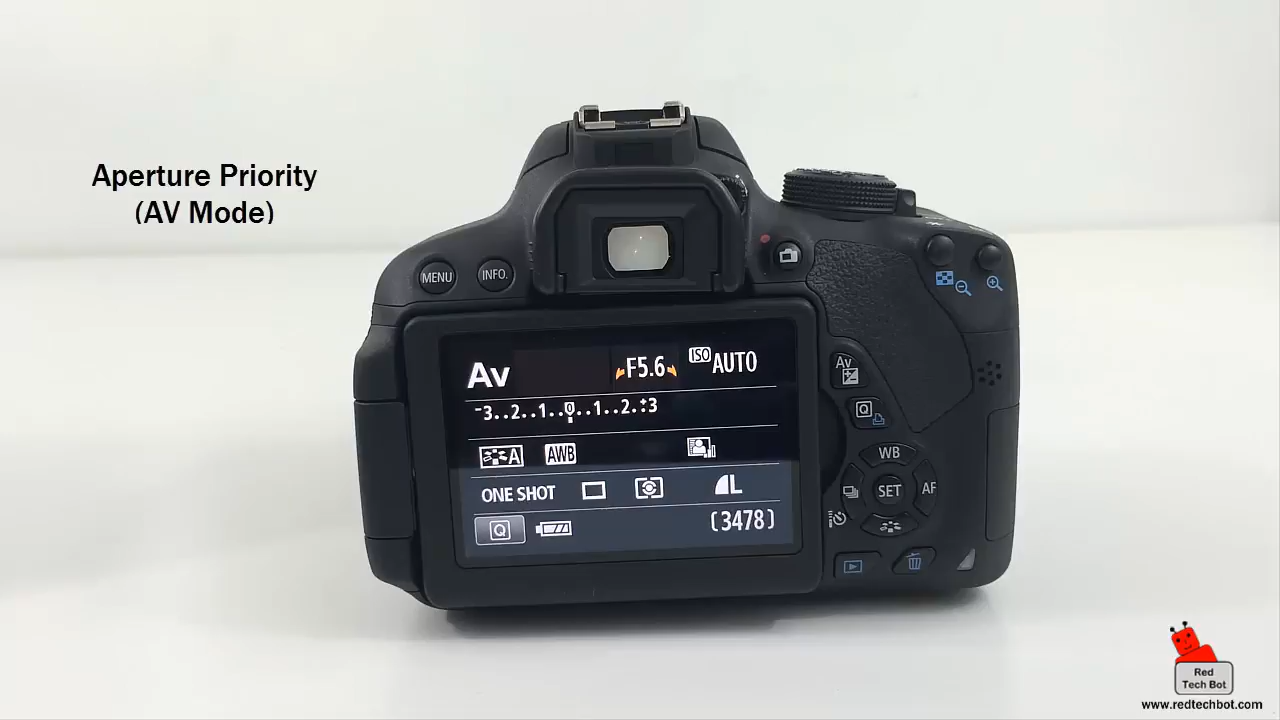 Aperture Priority
(AV Mode)
MENU
INFO.
Av F5.6 ISO AUTO
-3..2..1..0..1..2.:+3
A AWB
ONE SHOT L
Q [3478]
Av
Q
WB
SET
AF
Red
Tech Bot
www.redtechbot.com